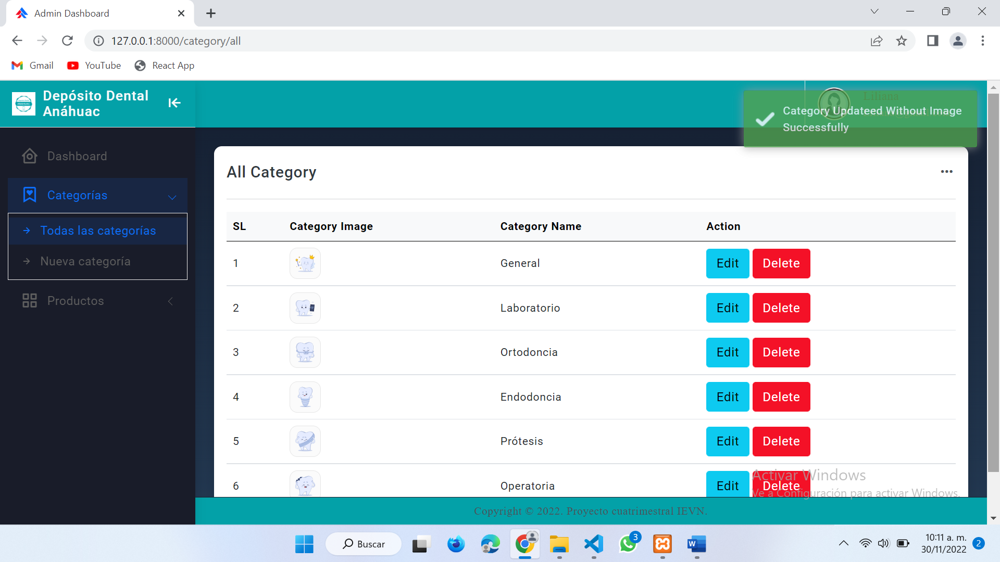 Admin Dashboard
127.0.0.1:8000/category/all
Gmail
YouTube
React App
Depósito Dental
Anáhuac
Liliana
Category Updateed Without Image
Successfully
Dashboard
Categorías
Todas las categorías
Nueva categoría
Productos
All Category
SL Category Image Category Name Action
1 General Edit Delete
2 Laboratorio Edit Delete
3 Ortodoncia Edit Delete
4 Endodoncia Edit Delete
5 Prótesis Edit Delete
6 Operatoria Edit Delete
Activar Windows
Ve a Configuración para activar Windows.
Copyright © 2022. Proyecto cuatrimestral IEVN.
Buscar
3
10:11 a. m.
30/11/2022
2